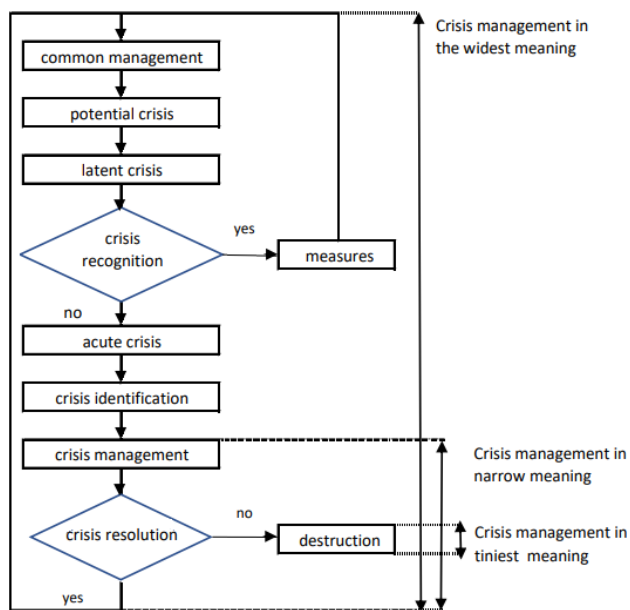 Crisis management in
the widest meaning
common management
potential crisis
latent crisis
crisis
recognition
yes
measures
no
acute crisis
crisis identification
crisis management
Crisis management in
narrow meaning
crisis resolution
no
destruction
Crisis management in
tiniest meaning
yes